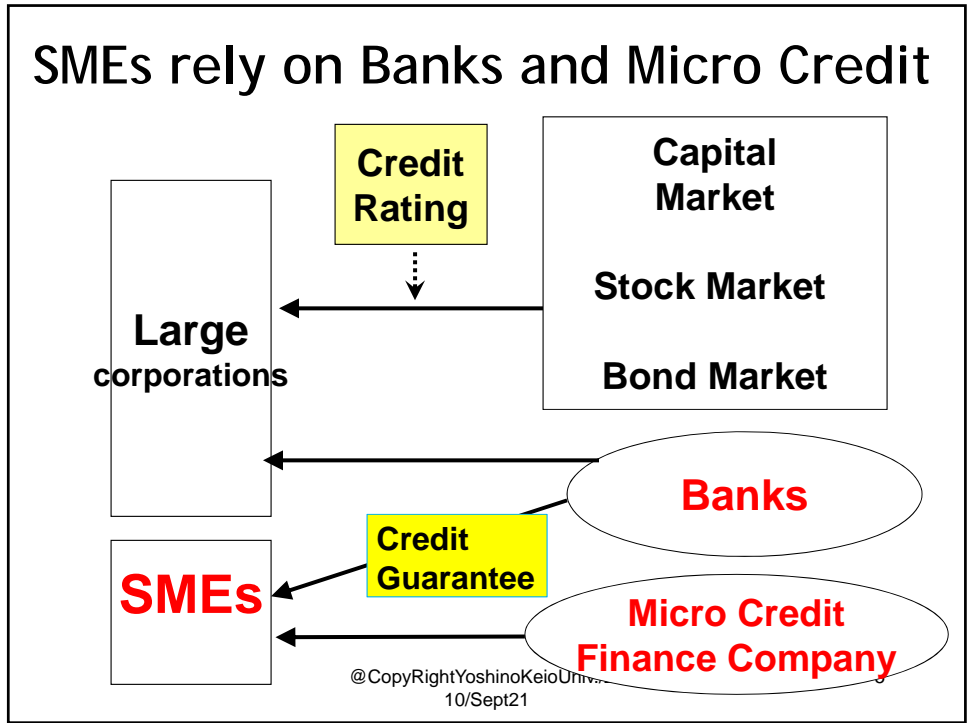 SMEs rely on Banks and Micro Credit
Credit
Rating
Capital
Market
Stock Market
Bond Market
Large
corporations
Banks
Credit
Guarantee
SMEs
Micro Credit
Finance Company
@CopyRightYoshinoKeioUniv.
10/Sept21